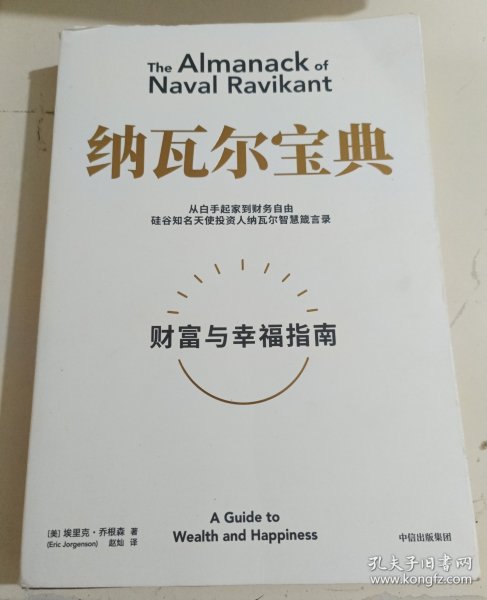 The Almanack of
Naval Ravikant
纳瓦尔宝典
从白手起家到财务自由
硅谷知名天使投资人纳瓦尔智慧箴言录
财富与幸福指南
[美] 埃里克·乔根森 著
(Eric Jorgenson) 赵灿 译
A Guide to
Wealth and Happiness
中信出版集团
孔夫子旧书网
www.kongfz.com